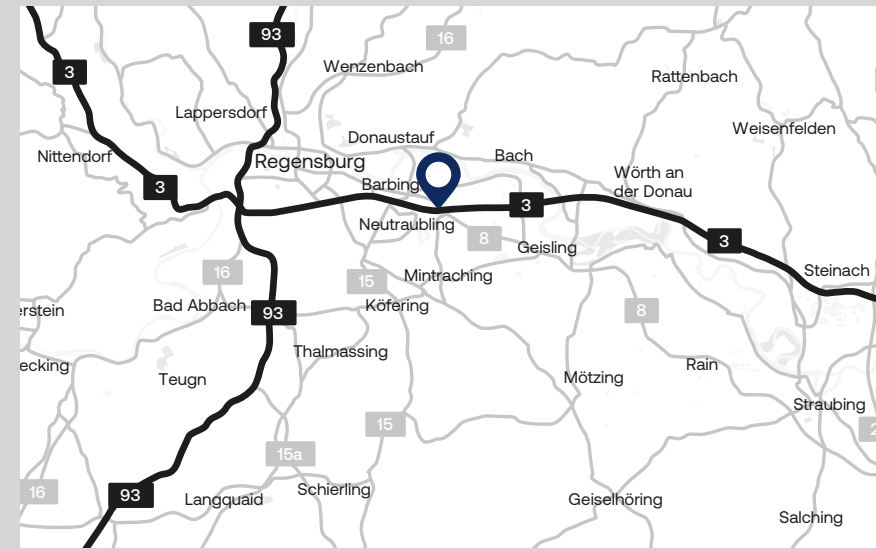 93
16
3
Wenzenbach
Rattenbach
Lappersdorf
Weisenfelden
Donaustauf
Nittendorf
Regensburg
Bach
3
Barbing
Wörth an
der Donau
3
Neutraubling
8
Geisling
3
16
15
Mintraching
Steinach
Bad Abbach
93
Köfering
8
erstein
Thalmassing
ecking
Teugn
Mötzing
Rain
Straubing
15
2
15a
16
93
Langquaid
Schierling
Geiselhöring
Salching